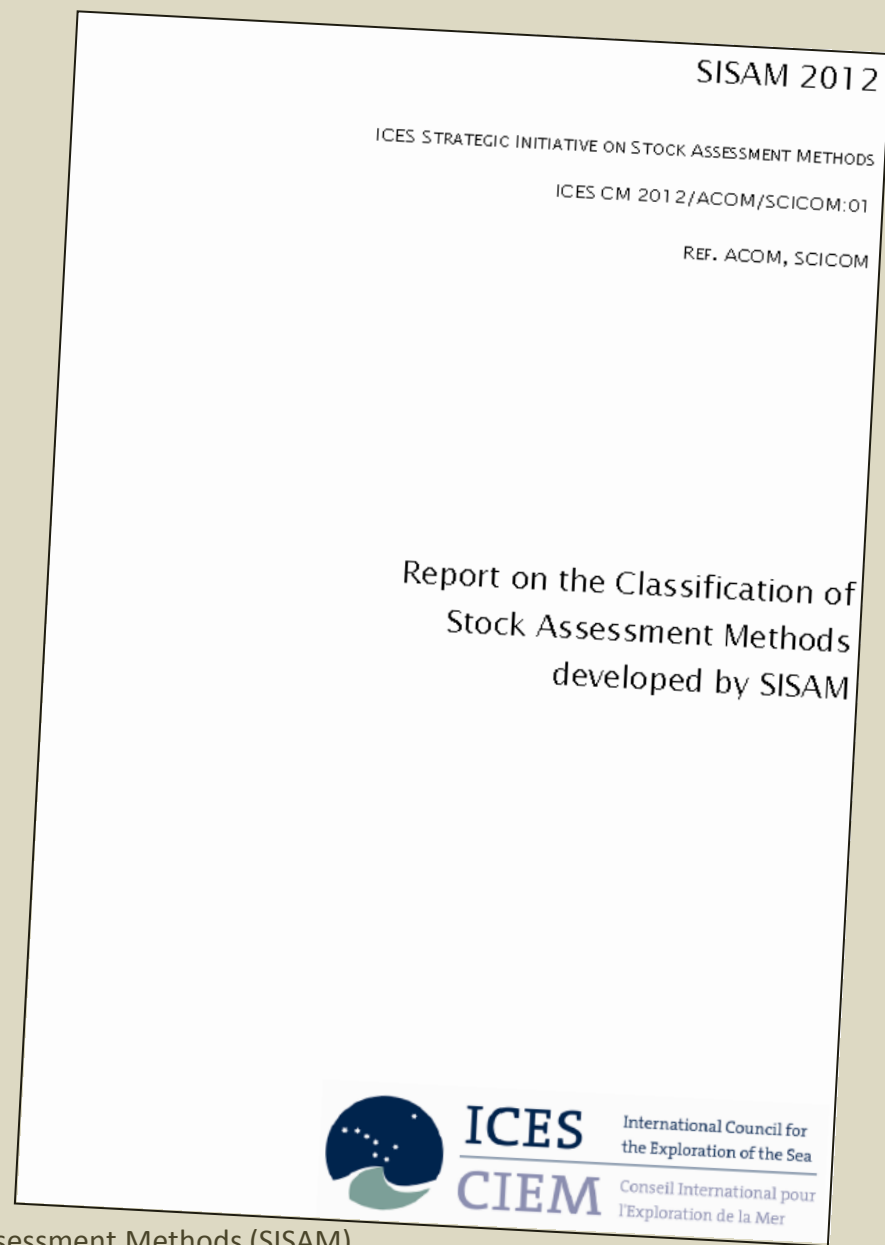 SISAM 2012
ICES STRATEGIC INITIATIVE ON STOCK ASSESSMENT METHODS
ICES CM 2012/ACOM/SCICOM:01
REF. ACOM, SCICOM
Report on the Classification of
Stock Assessment Methods
developed by SISAM
ICES
International Council for
the Exploration of the Sea
CIEM
Conseil International pour
l'Exploration de la Mer
Methods (SISAM)